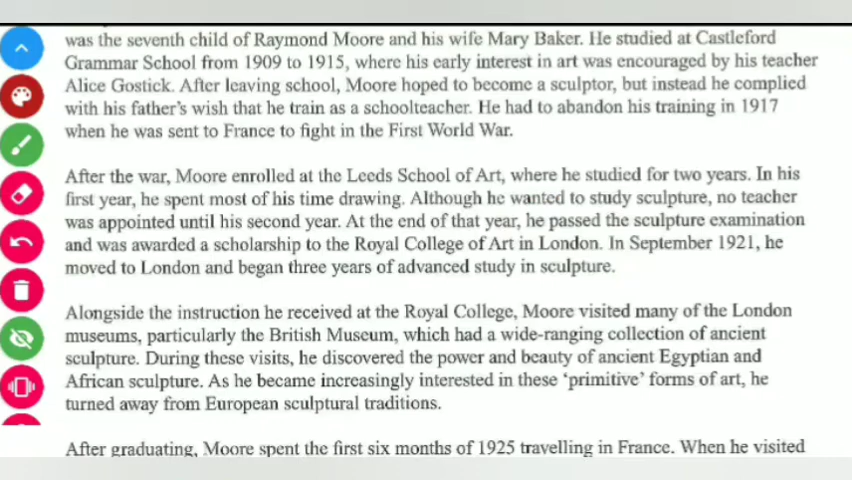 was the seventh child of Raymond Moore and his wife Mary Baker. He studied at Castleford
Grammar School from 1909 to 1915, where his early interest in art was encouraged by his teacher
Alice Gostick. After leaving school, Moore hoped to become a sculptor, but instead he complied
with his father's wish that he train as a schoolteacher. He had to abandon his training in 1917
when he was sent to France to fight in the First World War.
After the war, Moore enrolled at the Leeds School of Art, where he studied for two years. In his
first year, he spent most of his time drawing. Although he wanted to study sculpture, no teacher
was appointed until his second year. At the end of that year, he passed the sculpture examination
and was awarded a scholarship to the Royal College of Art in London. In September 1921, he
moved to London and began three years of advanced study in sculpture.
Alongside the instruction he received at the Royal College, Moore visited many of the London
museums, particularly the British Museum, which had a wide-ranging collection of ancient
sculpture. During these visits, he discovered the power and beauty of ancient Egyptian and
African sculpture. As he became increasingly interested in these 'primitive' forms of art, he
turned away from European sculptural traditions.
After graduating, Moore spent the first six months of 1925 travelling in France. When he visited